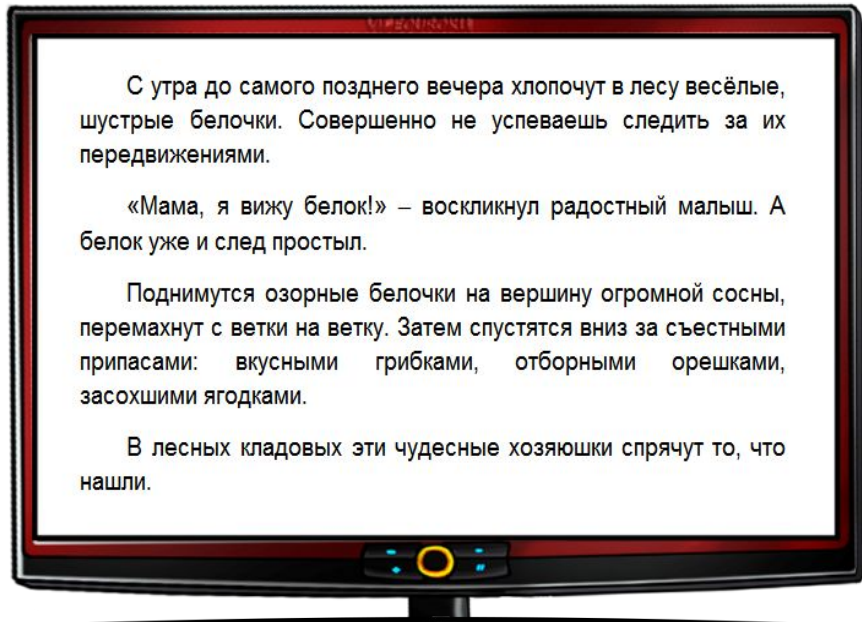 С утра до самого позднего вечера хлопочут в лесу весёлые,
шустрые белочки. Совершенно не успеваешь следить за их
передвижениями.
«Мама, я вижу белок!» – воскликнул радостный малыш. А
белок уже и след простыл.
Поднимутся озорные белочки на вершину огромной сосны,
перемахнут с ветки на ветку. Затем спустятся вниз за съестными
припасами: вкусными грибками, отборными орешками,
засохшими ягодками.
В лесных кладовых эти чудесные хозяюшки спрячут то, что
нашли.